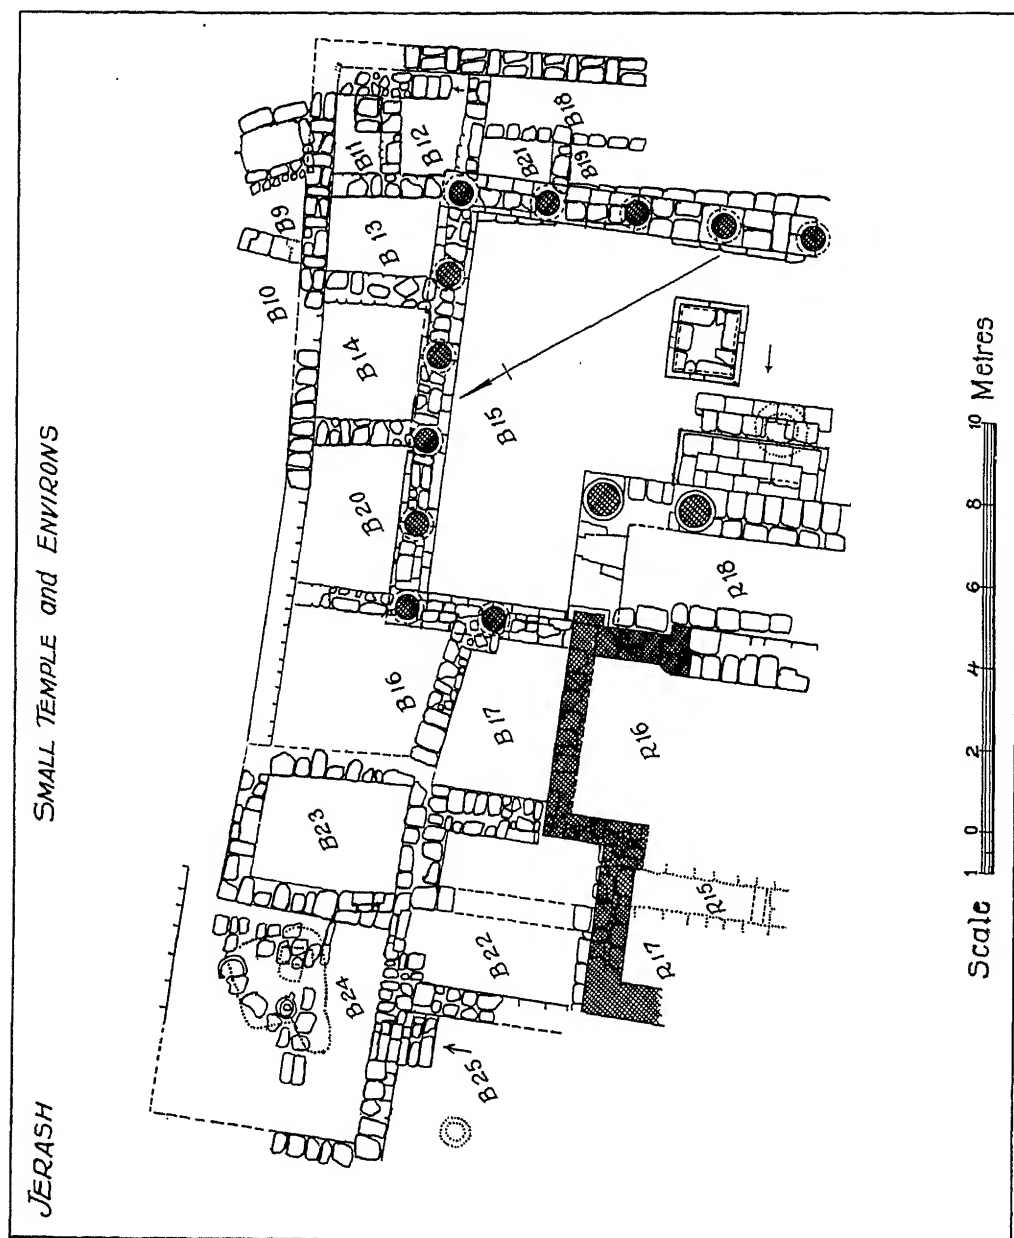 JERASH
SMALL TEMPLE and ENVIRONS
B9
B10
B11
B12
B13
B14
B20
B18
B21
B19
B15
B16
B17
B23
B24
B22
B25
R18
R16
R15
R17
Scale 1 0 2 4 6 8 10 Metres